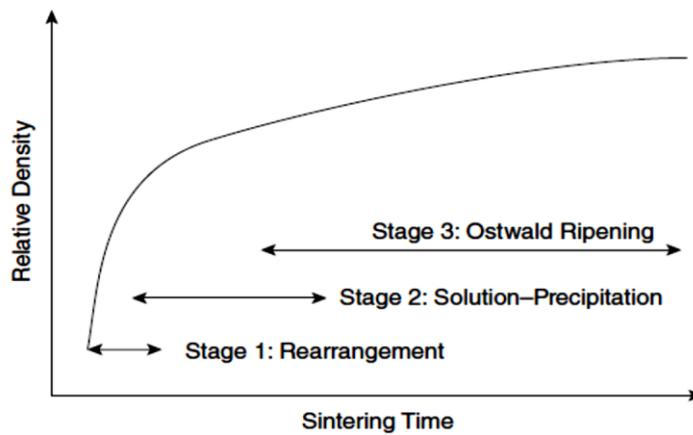 Relative Density
Stage 3: Ostwald Ripening
Stage 2: Solution–Precipitation
Stage 1: Rearrangement
Sintering Time